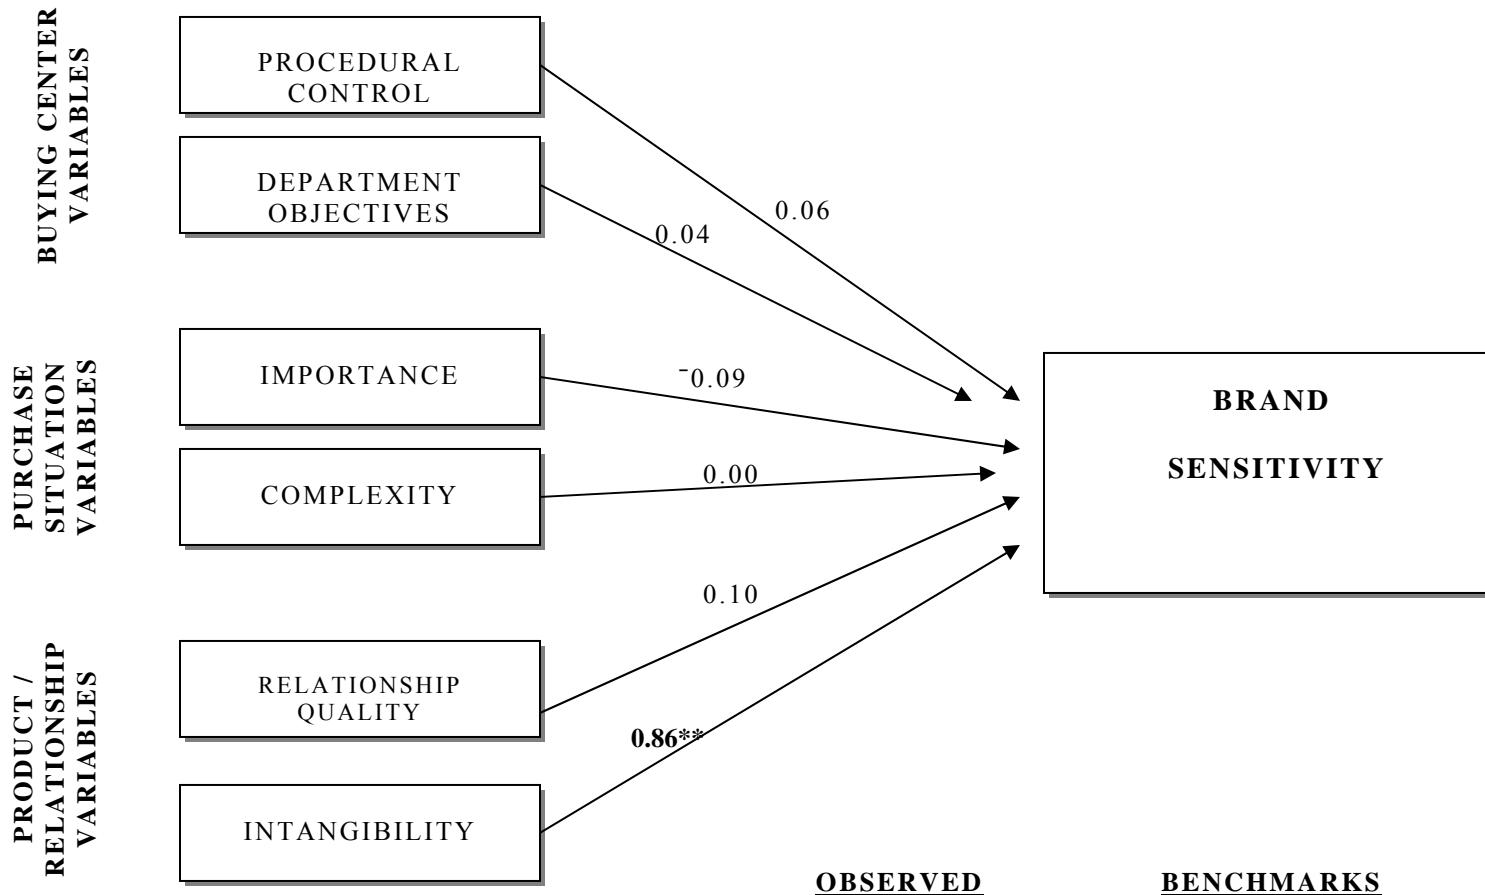 BUYING CENTER
VARIABLES
PROCEDURAL
CONTROL
DEPARTMENT
OBJECTIVES
0.06
0.04
PURCHASE
SITUATION
VARIABLES
IMPORTANCE
COMPLEXITY
¯0.09
0.00
BRAND
SENSITIVITY
PRODUCT /
RELATIONSHIP
VARIABLES
RELATIONSHIP
QUALITY
INTANGIBILITY
0.10
0.86**
OBSERVED
BENCHMARKS